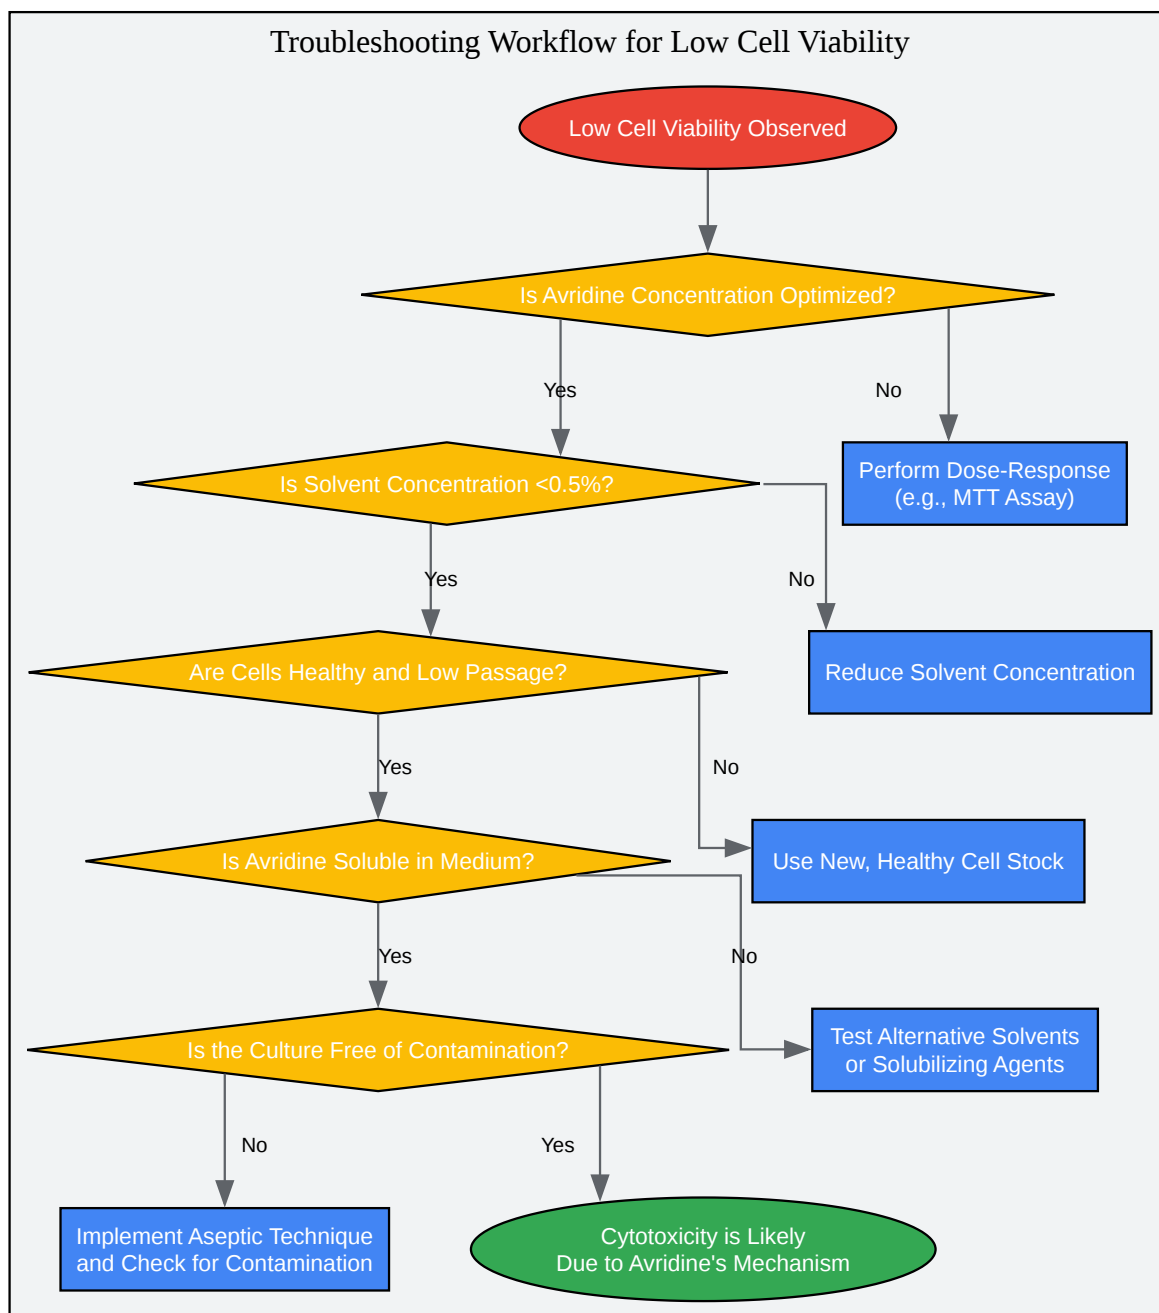 Troubleshooting Workflow for Low Cell Viability
Low Cell Viability Observed
Is Avridine Concentration Optimized?
Yes
No
Is Solvent Concentration <0.5%?
Perform Dose-Response
(e.g., MTT Assay)
Yes
No
Are Cells Healthy and Low Passage?
Reduce Solvent Concentration
Yes
No
Is Avridine Soluble in Medium?
Use New, Healthy Cell Stock
Yes
No
Is the Culture Free of Contamination?
Test Alternative Solvents
or Solubilizing Agents
No
Yes
Implement Aseptic Technique
and Check for Contamination
Cytotoxicity is Likely
Due to Avridine's Mechanism